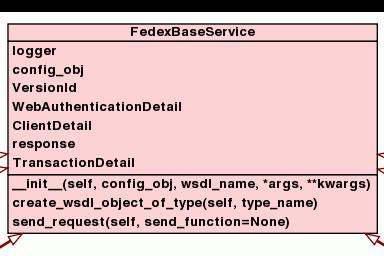 FedexBaseService
logger
config_obj
VersionId
WebAuthenticationDetail
ClientDetail
response
TransactionDetail
__init__(self, config_obj, wsdl_name, *args, **kwargs)
create_wsdl_object_of_type(self, type_name)
send_request(self, send_function=None)